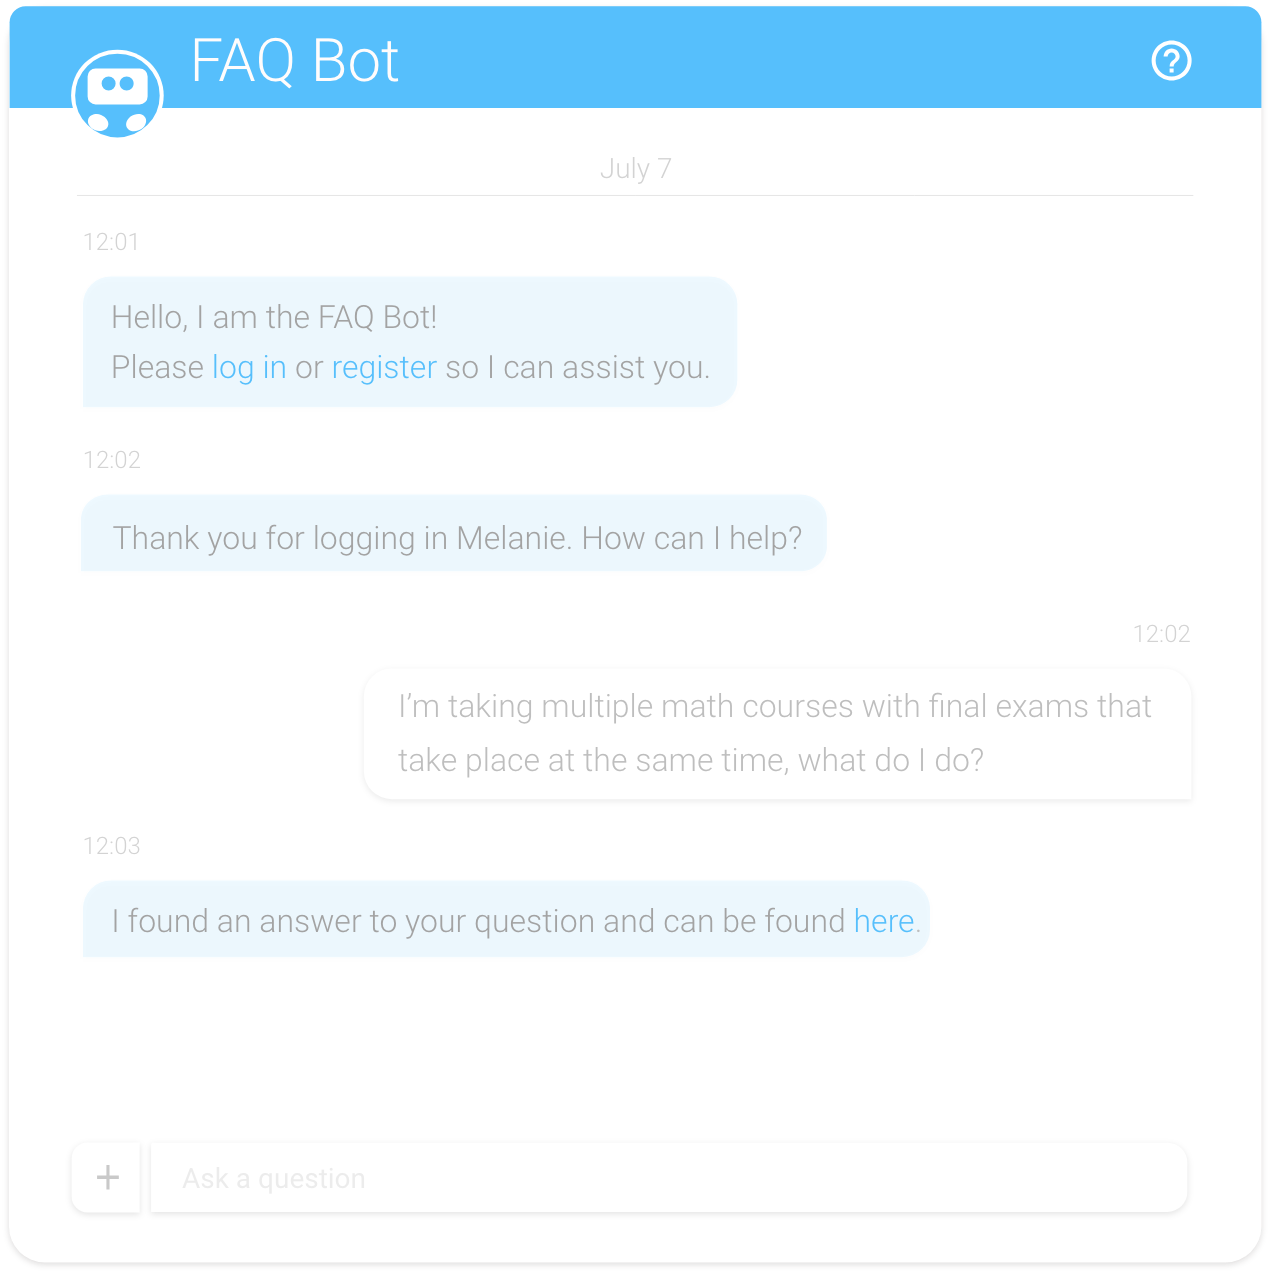 FAQ Bot
July 7
12:01
Hello, I am the FAQ Bot!
Please log in or register so I can assist you.
12:02
Thank you for logging in Melanie. How can I help?
12:02
I’m taking multiple math courses with final exams that
take place at the same time, what do I do?
12:03
I found an answer to your question and can be found here.
Ask a question